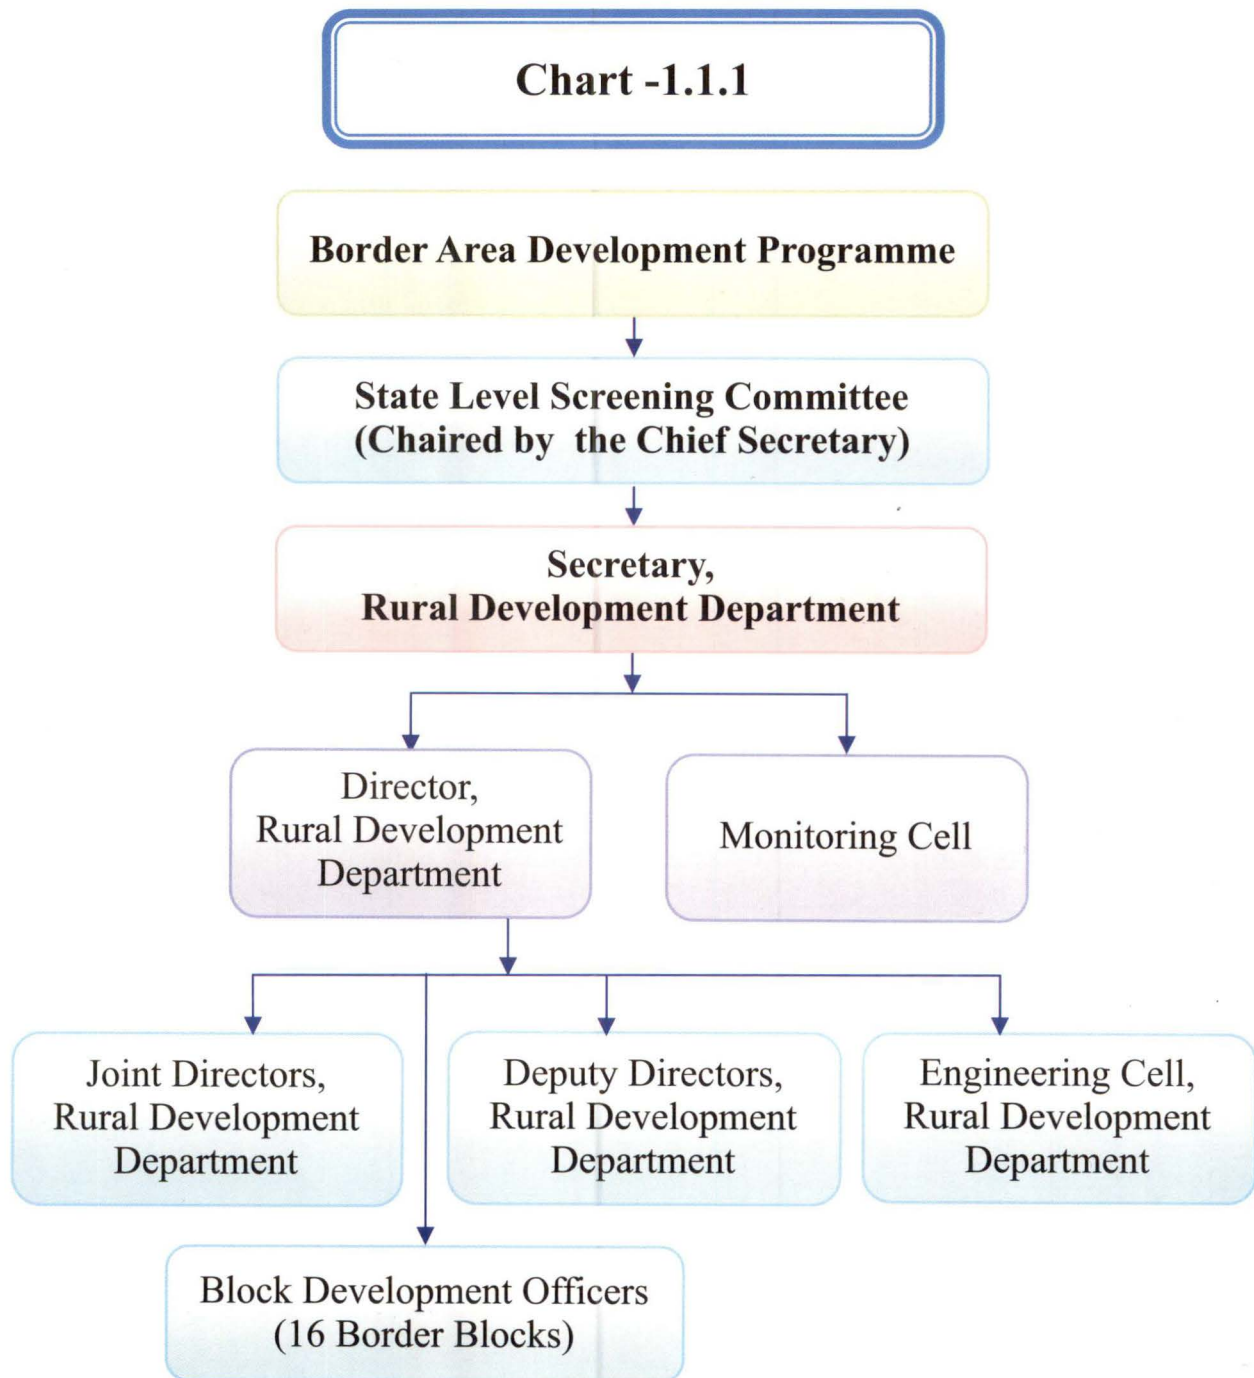 Chart -1.1.1
Border Area Development Programme
State Level Screening Committee
(Chaired by the Chief Secretary)
Secretary,
Rural Development Department
Director,
Rural Development
Department
Monitoring Cell
Joint Directors,
Rural Development
Department
Deputy Directors,
Rural Development
Department
Engineering Cell,
Rural Development
Department
Block Development Officers
(16 Border Blocks)